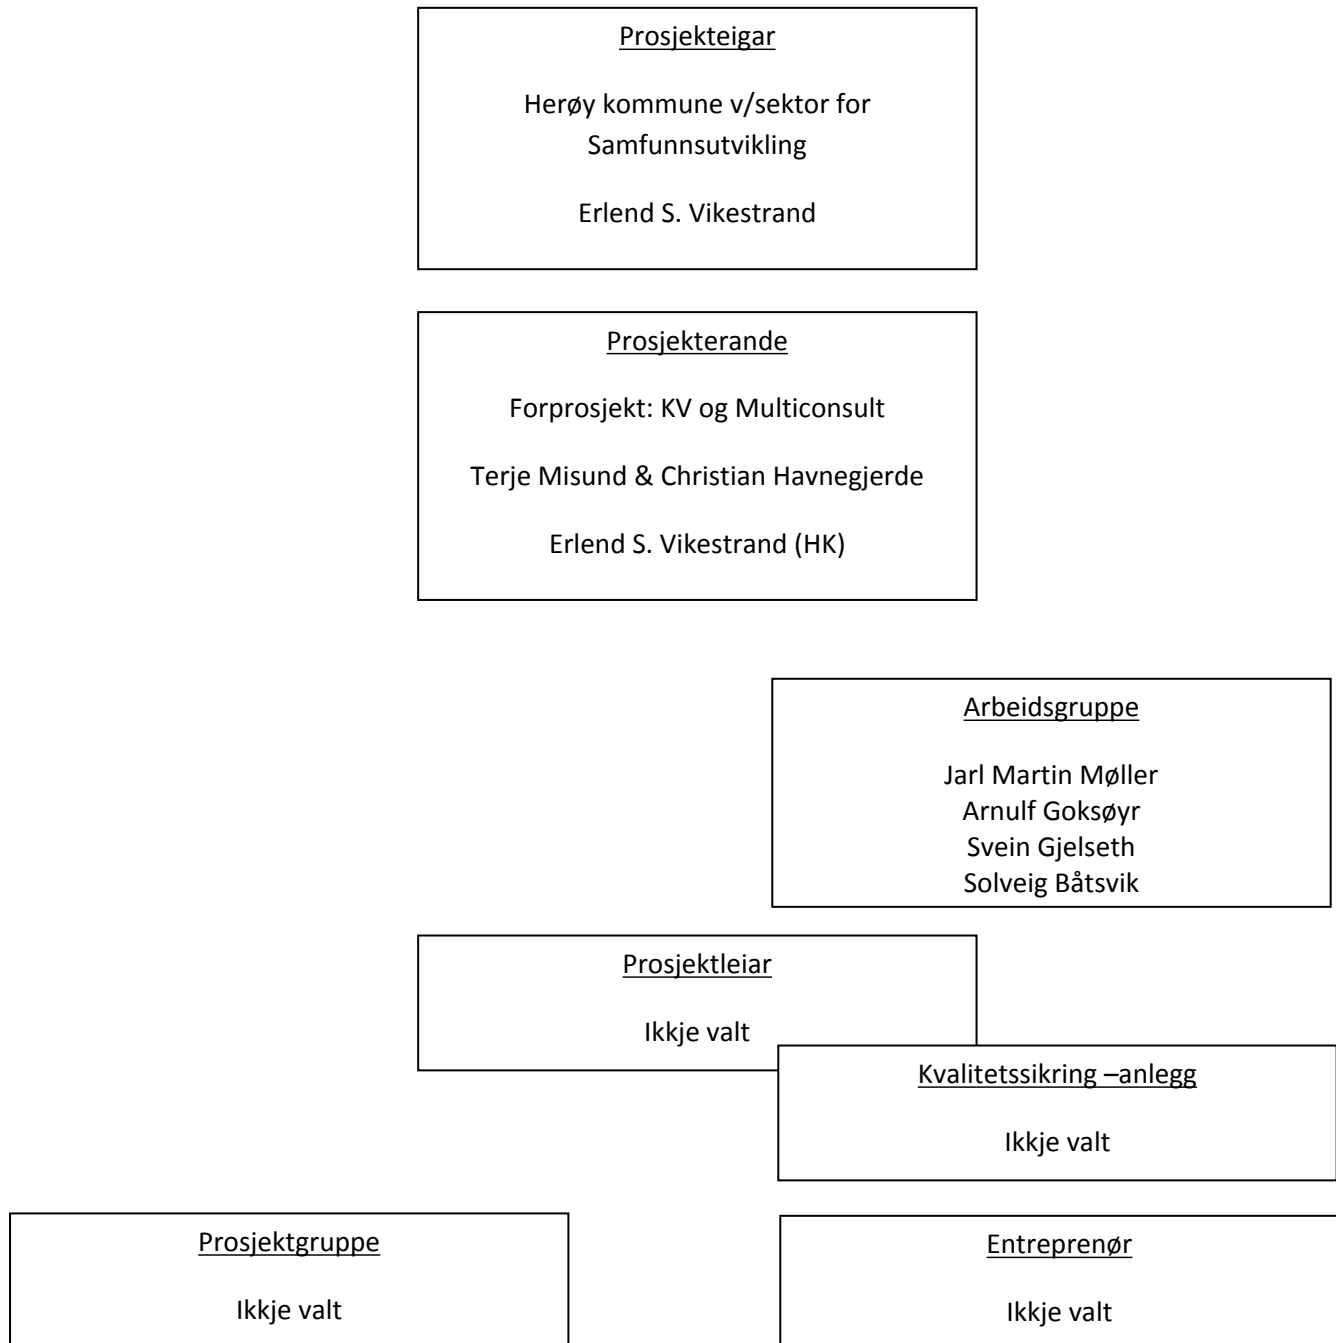 Prosjekteigar
Herøy kommune v/sektor for
Samfunnsutvikling
Erlend S. Vikestrand
Prosjekterande
Forprosjekt: KV og Multiconsult
Terje Misund & Christian Havnegjerde
Erlend S. Vikestrand (HK)
Arbeidsgruppe
Jarl Martin Møller
Arnulf Goksøyr
Svein Gjelseth
Solveig Båtsvik
Prosjektleiar
Ikkje valt
Kvalitetssikring –anlegg
Ikkje valt
Prosjektgruppe
Ikkje valt
Entreprenør
Ikkje valt